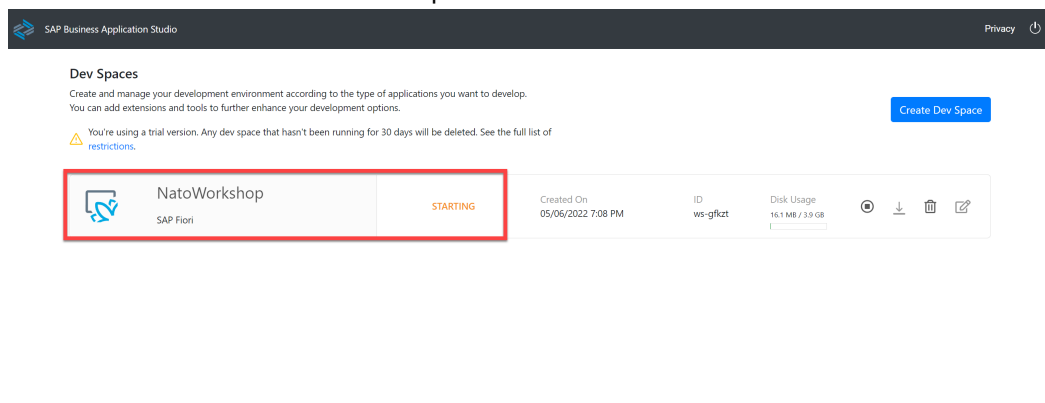 SAP Business Application Studio
Privacy
Dev Spaces
Create and manage your development environment according to the type of applications you want to develop.
You can add extensions and tools to further enhance your development options.
Create Dev Space
You're using a trial version. Any dev space that hasn't been running for 30 days will be deleted. See the full list of
restrictions.
NatoWorkshop
SAP Fiori
STARTING
Created On
05/06/2022 7:08 PM
ID
ws-gfkzt
Disk Usage
16.1 MB / 3.9 GB